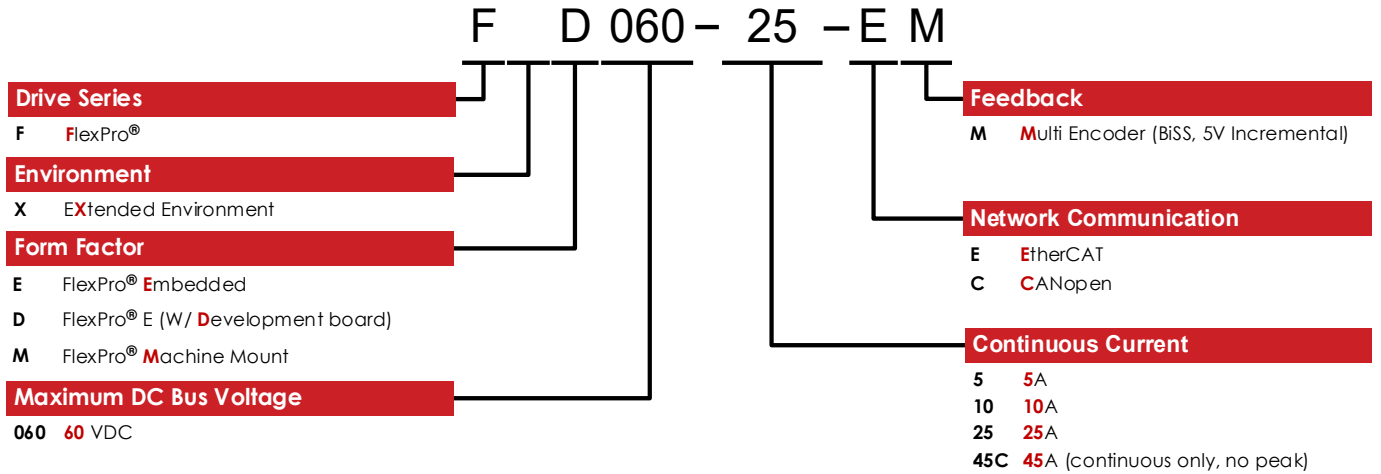 F D 060 – 25 – E M
Drive Series
F FlexPro®
Environment
X EXtended Environment
Form Factor
E FlexPro® Embedded
D FlexPro® E (W/ Development board)
M FlexPro® Machine Mount
Maximum DC Bus Voltage
060 60 VDC
Feedback
M Multi Encoder (BiSS, 5V Incremental)
Network Communication
E EtherCAT
C CANopen
Continuous Current
5 5A
10 10A
25 25A
45C 45A (continuous only, no peak)